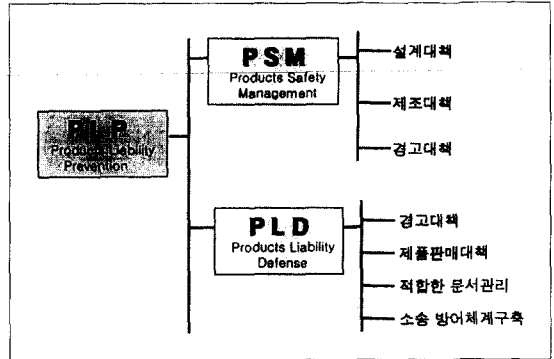 PSM
Products Safety
Management
설계대책
제조대책
경고대책
P.L.P.
Products Liability
Prevention
PLD
Products Liability
Defense
경고대책
제품판매대책
적합한 문서관리
소송 방어체계구축